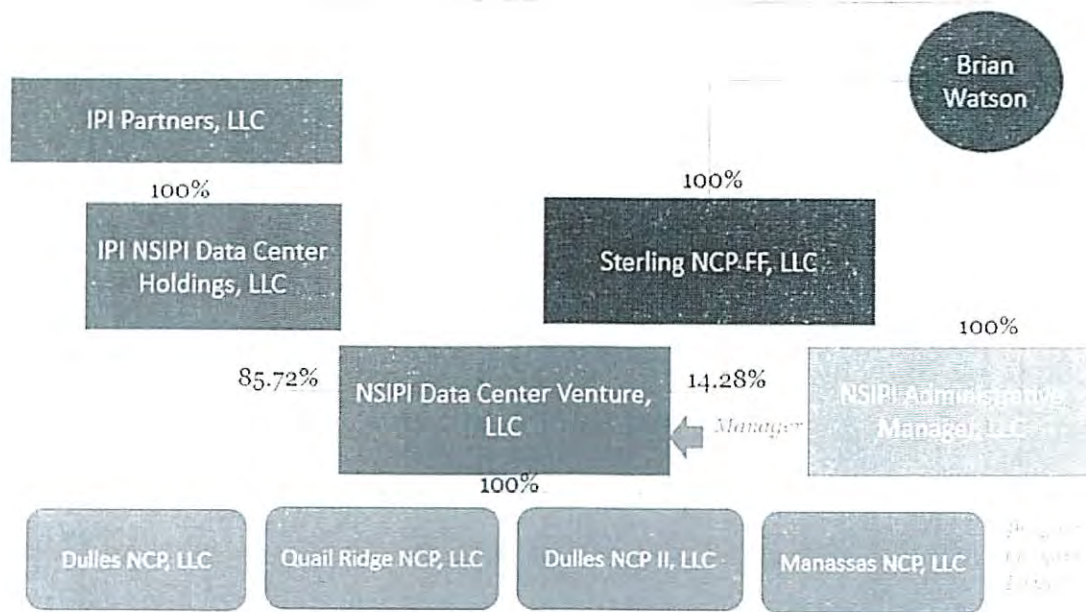 Brian
Watson
IPI Partners, LLC
100%
100%
IPI NSIPI Data Center
Holdings, LLC
Sterling NCP FF, LLC
100%
85.72%
NSIPI Data Center Venture,
LLC
14.28%
Manager
NSIPI Administrative
Manager, LLC
100%
Dulles NCP, LLC
Quail Ridge NCP, LLC
Dulles NCP II, LLC
Manassas NCP, LLC